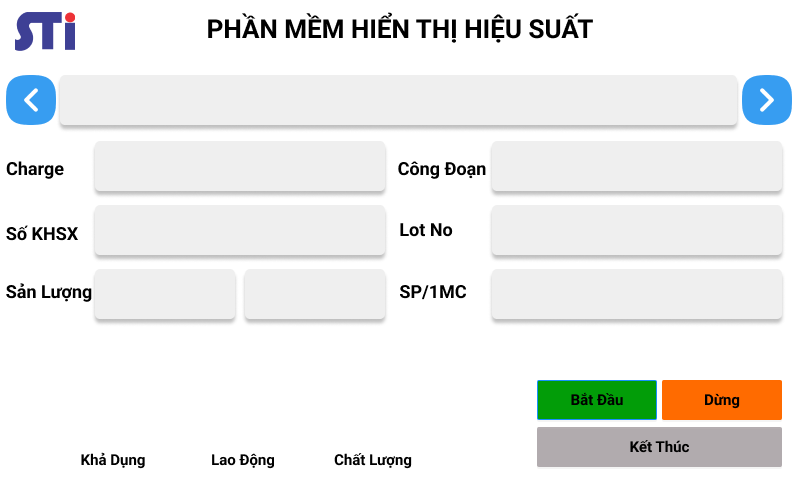 STi
PHẦN MỀM HIỂN THỊ HIỆU SUẤT
Charge
Công Đoạn
Số KHSX
Lot No
Sản Lượng
SP/1MC
Bắt Đầu
Dừng
Kết Thúc
Khả Dụng
Lao Động
Chất Lượng